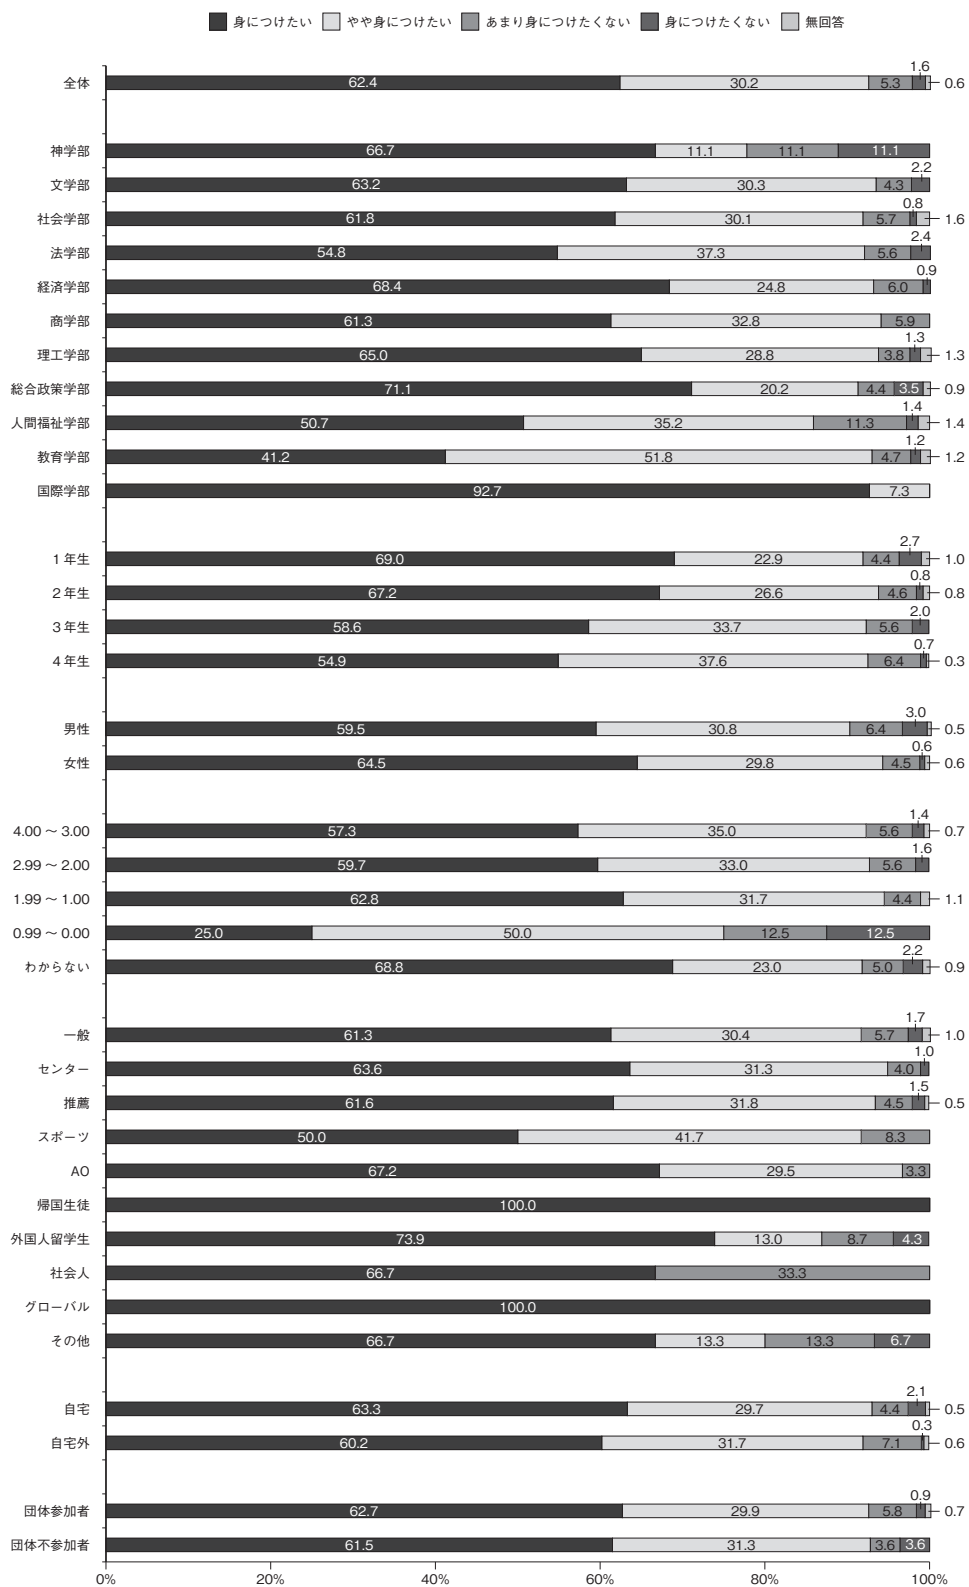 身につけたい やや身につけたい あまり身につけたくない 身につけたくない 無回答
1.6
全体 62.4 30.2 5.3 0.6
神学部 66.7 11.1 11.1 11.1
2.2
文学部 63.2 30.3 4.3
0.8
社会学部 61.8 30.1 5.7 1.6
2.4
法学部 54.8 37.3 5.6
0.9
経済学部 68.4 24.8 6.0
商学部 61.3 32.8 5.9
1.3
理工学部 65.0 28.8 3.8 1.3
総合政策学部 71.1 20.2 4.4 3.5 0.9
1.4
人間福祉学部 50.7 35.2 11.3 1.4
1.2
教育学部 41.2 51.8 4.7 1.2
国際学部 92.7 7.3
2.7
1年生 69.0 22.9 4.4 1.0
0.8
2年生 67.2 26.6 4.6 0.8
2.0
3年生 58.6 33.7 5.6
0.7
4年生 54.9 37.6 6.4 0.3
3.0
男性 59.5 30.8 6.4 0.5
0.6
女性 64.5 29.8 4.5 0.6
1.4
4.00～3.00 57.3 35.0 5.6 0.7
1.6
2.99～2.00 59.7 33.0 5.6
1.99～1.00 62.8 31.7 4.4 1.1
0.99～0.00 25.0 50.0 12.5 12.5
2.2
わからない 68.8 23.0 5.0 0.9
1.7
一般 61.3 30.4 5.7 1.0
1.0
センター 63.6 31.3 4.0
1.5
推薦 61.6 31.8 4.5 0.5
スポーツ 50.0 41.7 8.3
AO 67.2 29.5 3.3
帰国生徒 100.0
外国人留学生 73.9 13.0 8.7 4.3
社会人 66.7 33.3
グローバル 100.0
その他 66.7 13.3 13.3 6.7
2.1
自宅 63.3 29.7 4.4 0.5
0.3
自宅外 60.2 31.7 7.1 0.6
0.9
団体参加者 62.7 29.9 5.8 0.7
団体不参加者 61.5 31.3 3.6 3.6
0% 20% 40% 60% 80% 100%